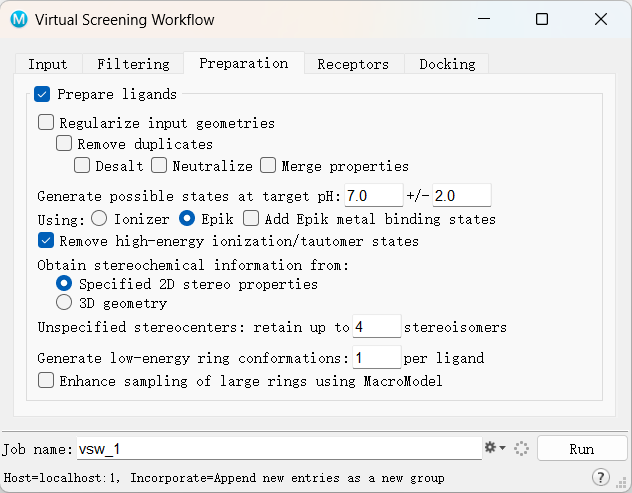 Virtual Screening Workflow
Input Filtering Preparation Receptors Docking
Prepare ligands
Regularize input geometries
Remove duplicates
Desalt Neutralize Merge properties
Generate possible states at target pH: 7.0 +/- 2.0
Using: Ionizer Epik Add Epik metal binding states
Remove high-energy ionization/tautomer states
Obtain stereochemical information from:
Specified 2D stereo properties
3D geometry
Unspecified stereocenters: retain up to 4 stereoisomers
Generate low-energy ring conformations: 1 per ligand
Enhance sampling of large rings using MacroModel
Job name: vsw_1 Run
Host=localhost:1, Incorporate=Append new entries as a new group ?